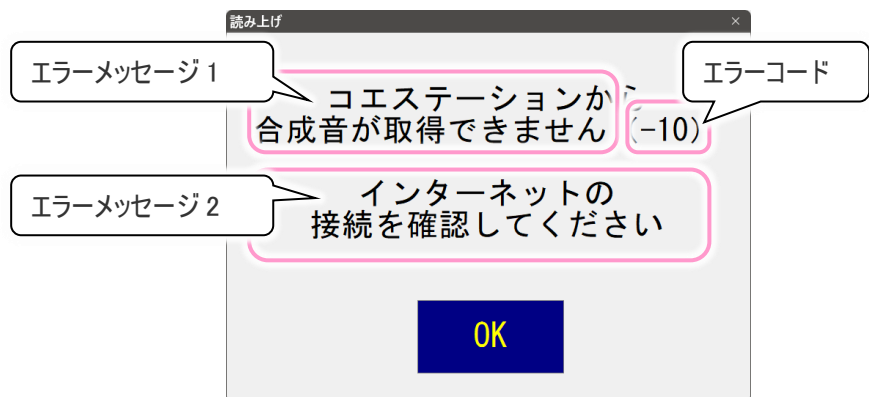 読み上げ
エラーメッセージ 1
エラーコード
コエステーションから
合成音が取得できません (-10)
エラーメッセージ 2
インターネットの
接続を確認してください
OK